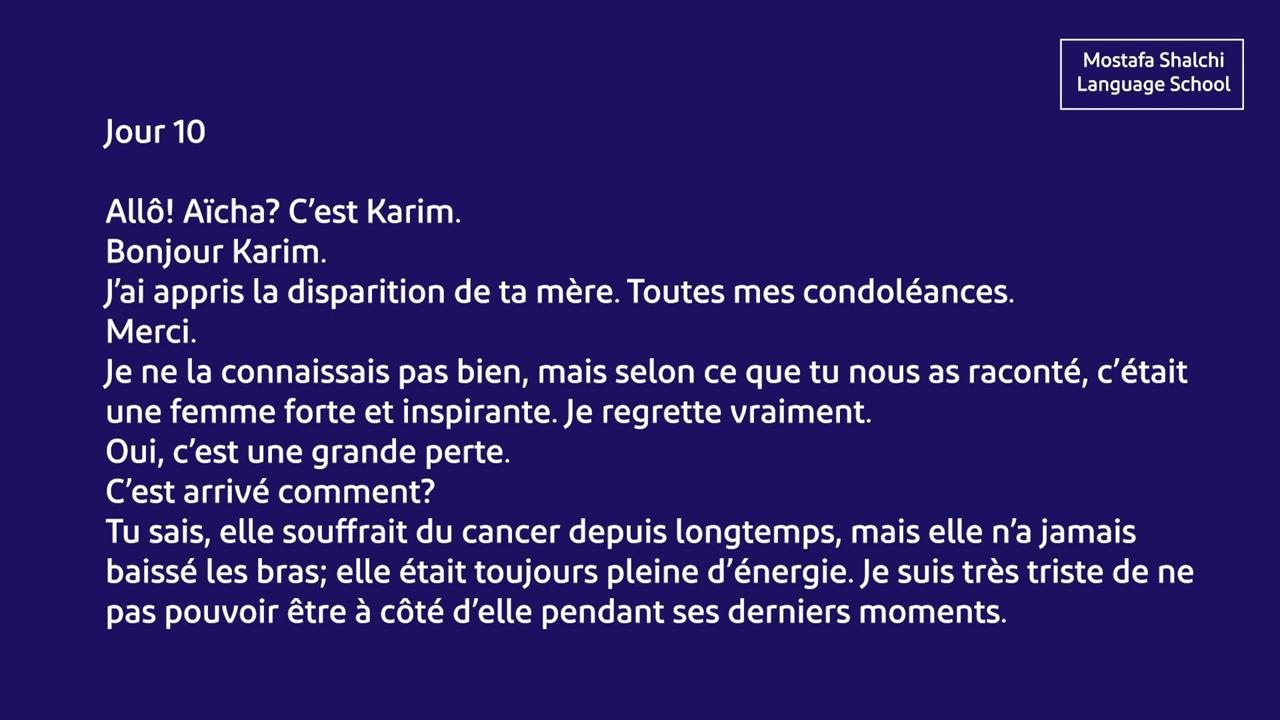 Mostafa Shalchi
Language School
Jour 10
Allô! Aïcha? C’est Karim.
Bonjour Karim.
J’ai appris la disparition de ta mère. Toutes mes condoléances.
Merci.
Je ne la connaissais pas bien, mais selon ce que tu nous as raconté, c’était
une femme forte et inspirante. Je regrette vraiment.
Oui, c’est une grande perte.
C’est arrivé comment?
Tu sais, elle souffrait du cancer depuis longtemps, mais elle n’a jamais
baissé les bras; elle était toujours pleine d’énergie. Je suis très triste de ne
pas pouvoir être à côté d’elle pendant ses derniers moments.